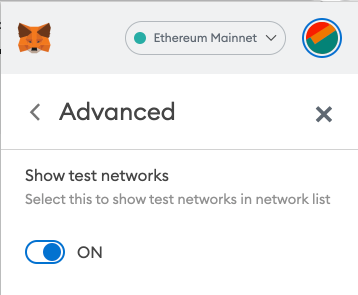 Ethereum Mainnet
Advanced
Show test networks
Select this to show test networks in network list
ON